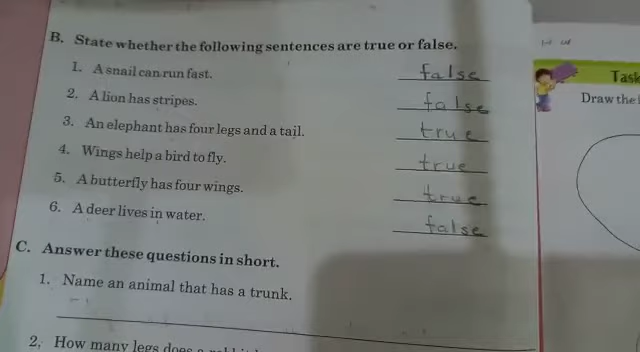 B. State whether the following sentences are true or false.
1. A snail can run fast. false
2. A lion has stripes. false
3. An elephant has four legs and a tail. true
4. Wings help a bird to fly. true
5. A butterfly has four wings. true
6. A deer lives in water. false
C. Answer these questions in short.
1. Name an animal that has a trunk.
2. How many legs does a
Task
Draw the